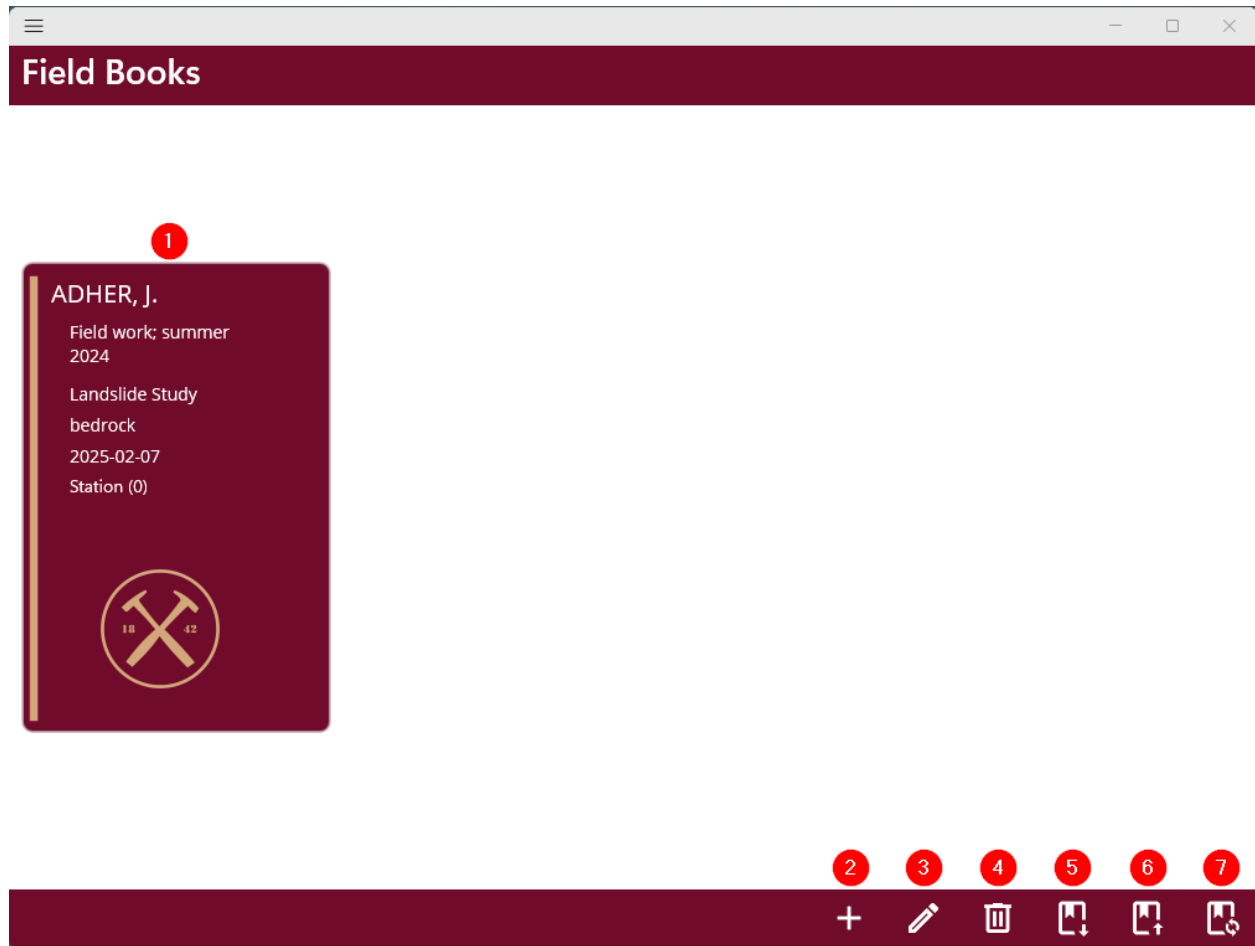 Field Books
1
ADHER, J.
Field work; summer
2024
Landslide Study
bedrock
2025-02-07
Station (0)
18 42
2 3 4 5 6 7